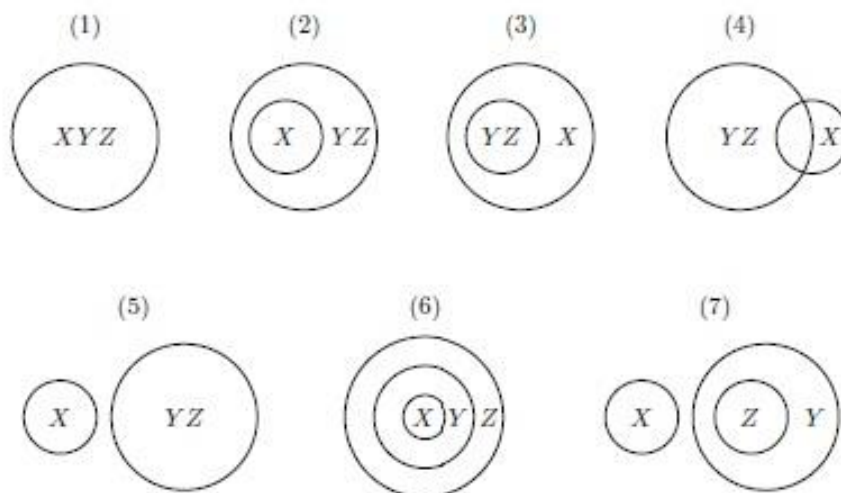 (1) (2) (3) (4)
XYZ X YZ YZ X YZ X
(5) (6) (7)
X YZ X Y Z X Z Y